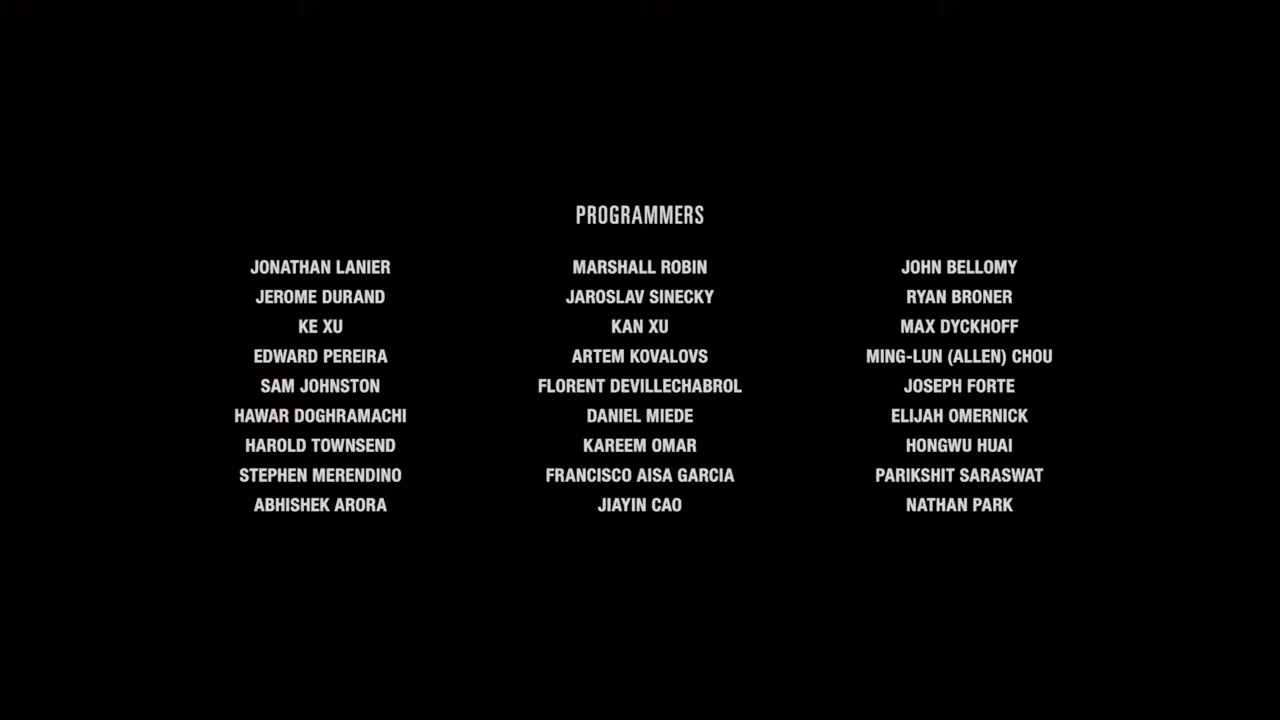 PROGRAMMERS
JONATHAN LANIER MARSHALL ROBIN JOHN BELLOMY
JEROME DURAND JAROSLAV SINECKY RYAN BRONER
KE XU KAN XU MAX DYCKHOFF
EDWARD PEREIRA ARTEM KOVALOVS MING-LUN (ALLEN) CHOU
SAM JOHNSTON FLORENT DEVILLECHABROL JOSEPH FORTE
HAWAR DOGHRAMACHI DANIEL MIEDE ELIJAH OMERNICK
HAROLD TOWNSEND KAREEM OMAR HONGWU HUAI
STEPHEN MERENDINO FRANCISCO AISA GARCIA PARIKSHIT SARASWAT
ABHISHEK ARORA JIAYIN CAO NATHAN PARK